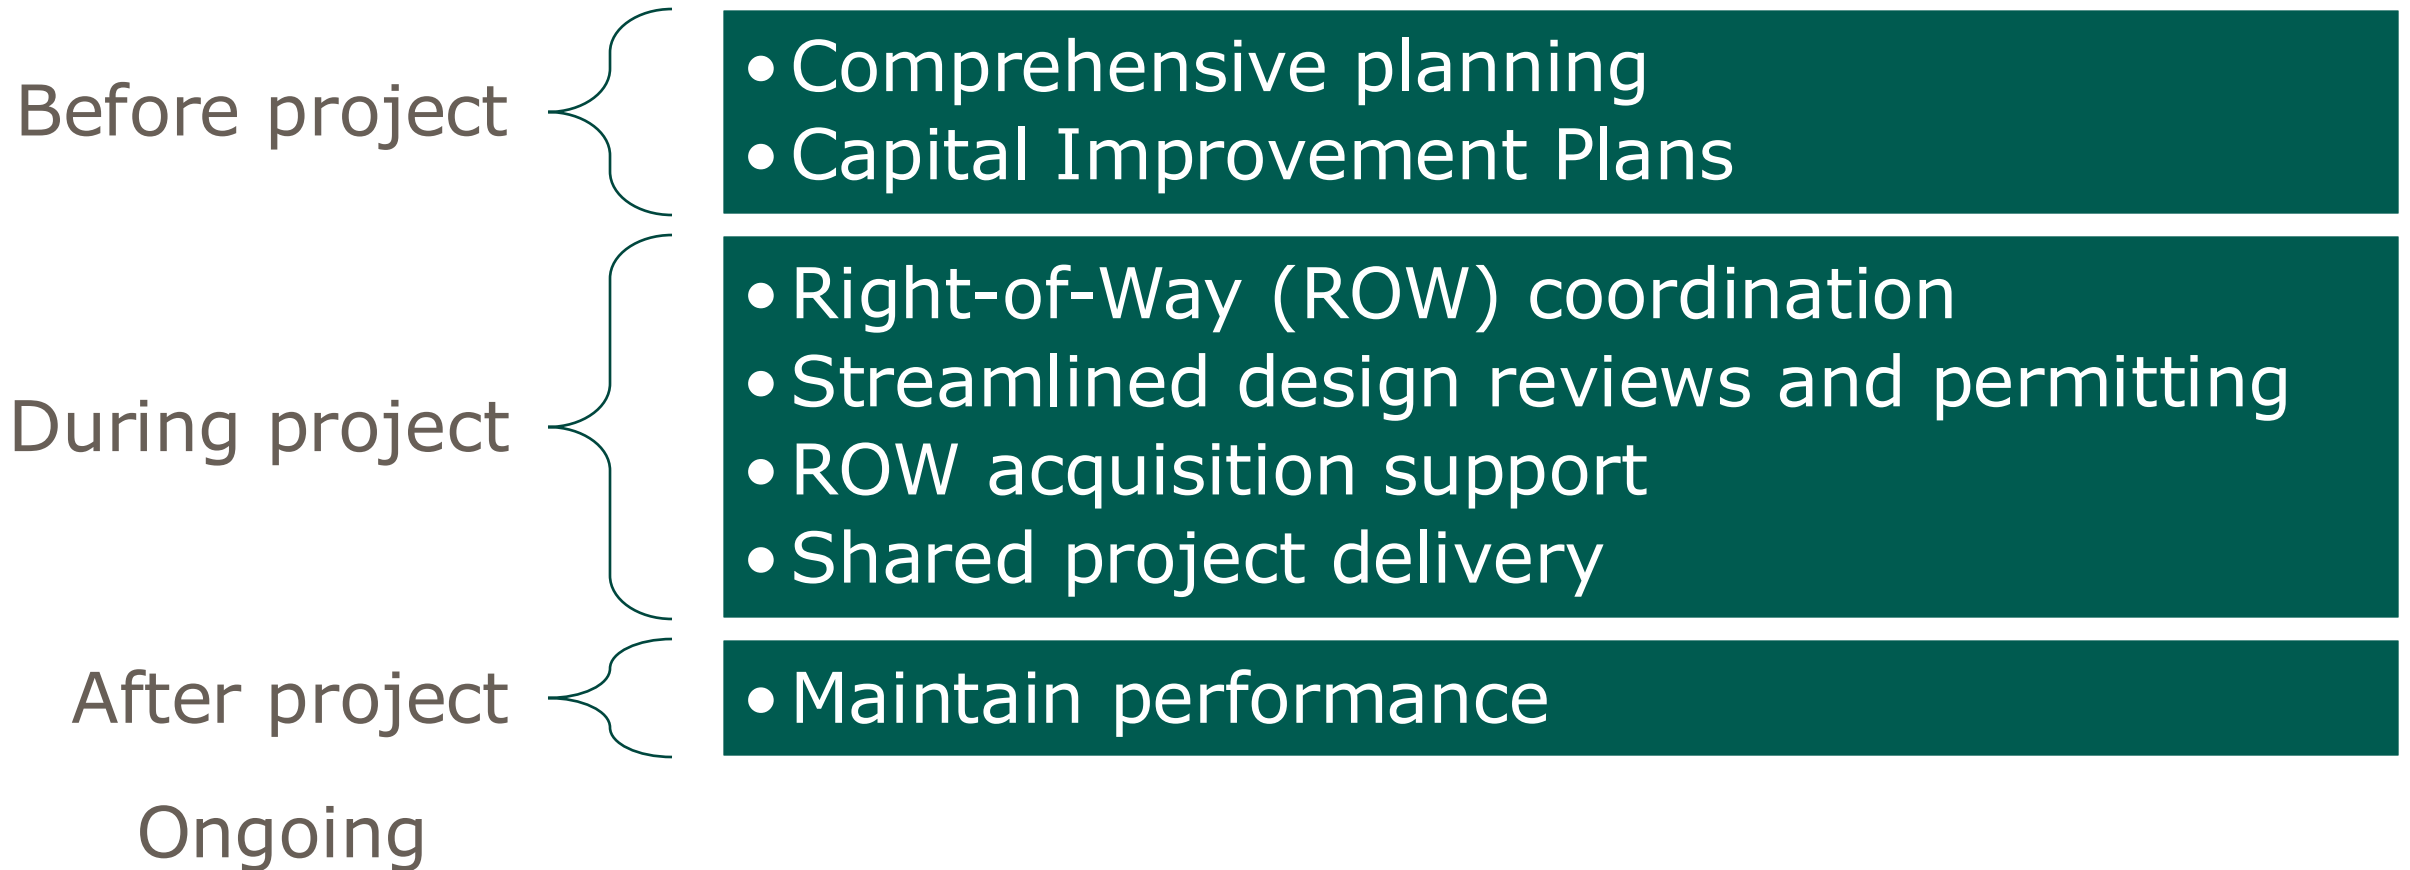 Before project
• Comprehensive planning
• Capital Improvement Plans
During project
• Right-of-Way (ROW) coordination
• Streamlined design reviews and permitting
• ROW acquisition support
• Shared project delivery
After project
• Maintain performance
Ongoing